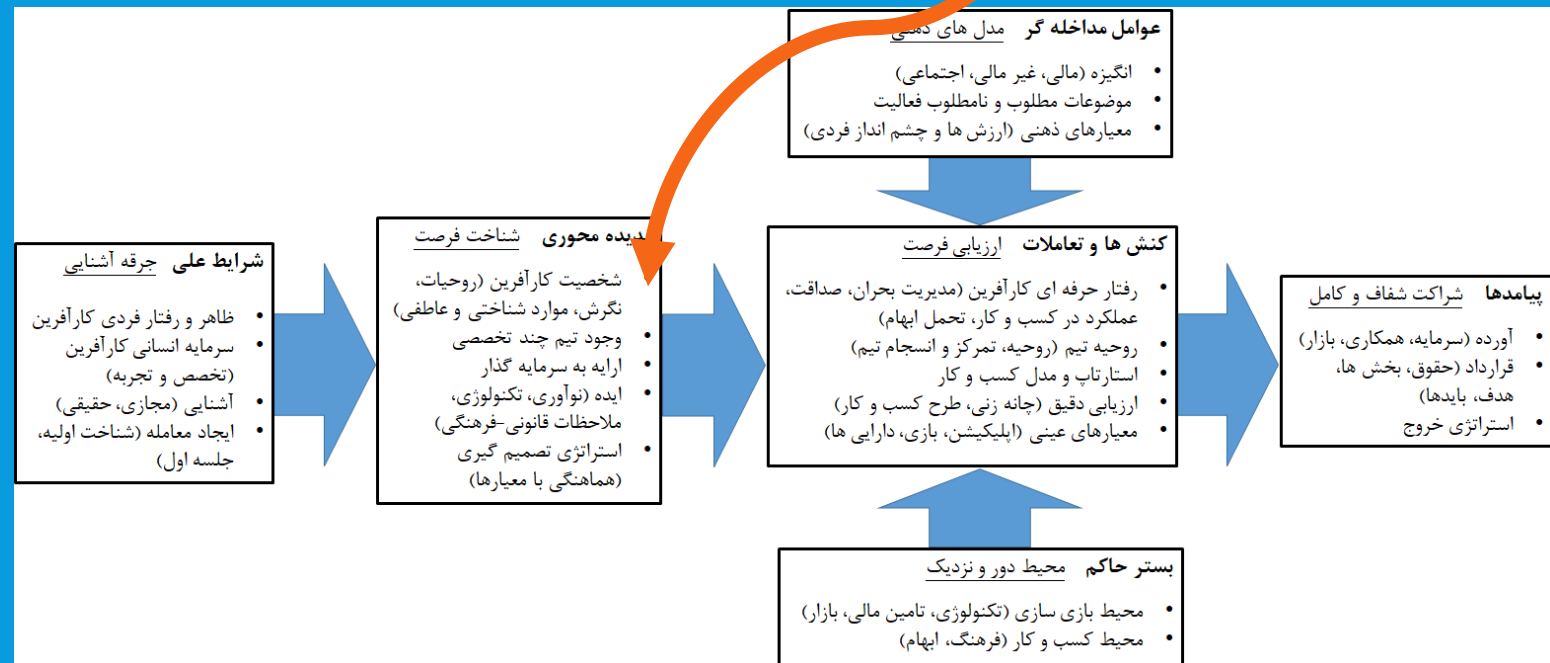 عوامل مداخله گر مدل های ذهنی
انگیزه (مالی، غیر مالی، اجتماعی)
موضوعات مطلوب و نامطلوب فعالیت
معیارهای ذهنی (ارزش ها و چشم انداز فردی)
شرایط علی جرقه آشنایی
ظاهر و رفتار فردی کارآفرین
سرمایه انسانی کارآفرین
(تخصص و تجربه)
آشنایی (مجازی، حقیقی)
ایجاد معامله (شناخت اولیه،
جلسه اول)
پدیده محوری شناخت فرصت
شخصیت کارآفرین (روحیات،
نگرش، موارد شناختی و عاطفی)
وجود تیم چند تخصصی
ارایه به سرمایه گذار
ایده (نوآوری، تکنولوژی،
ملاحظات قانونی-فرهنگی)
استراتژی تصمیم گیری
(هماهنگی با معیارها)
کنش ها و تعاملات ارزیابی فرصت
رفتار حرفه ای کارآفرین (مدیریت بحران، صداقت،
عملکرد در کسب و کار، تحمل ابهام)
روحیه تیم (روحیه، تمرکز و انسجام تیم)
استارتاپ و مدل کسب و کار
ارزیابی دقیق (چانه زنی، طرح کسب و کار)
معیارهای عینی (اپلیکیشن، بازی، دارایی ها)
پیامدها شراکت شفاف و کامل
آورده (سرمایه، همکاری، بازار)
قرارداد (حقوق، بخش ها،
هدف، بایدها)
استراتژی خروج
بستر حاکم محیط دور و نزدیک
محیط بازی سازی (تکنولوژی، تامین مالی، بازار)
محیط کسب و کار (فرهنگ، ابهام)